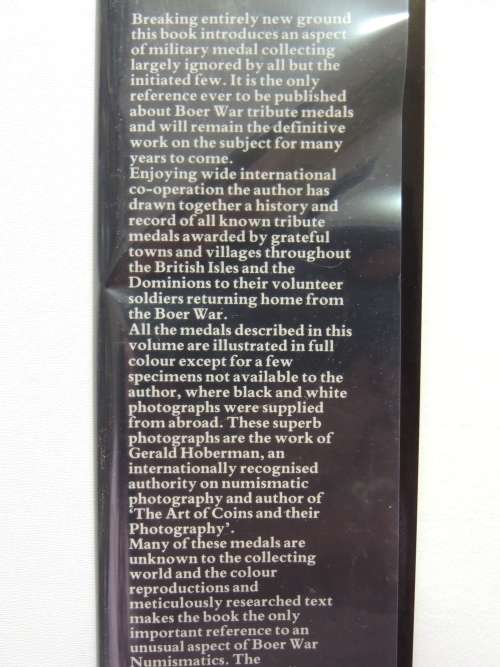 Breaking entirely new ground
this book introduces an aspect
of military medal collecting
largely ignored by all but the
initiated few. It is the only
reference ever to be published
about Boer War tribute medals
and will remain the definitive
work on the subject for many
years to come.
Enjoying wide international
co-operation the author has
drawn together a history and
record of all known tribute
medals awarded by grateful
towns and villages throughout
the British Isles and the
Dominions to their volunteer
soldiers returning home from
the Boer War.
All the medals described in this
volume are illustrated in full
colour except for a few
specimens not available to the
author, where black and white
photographs were supplied
from abroad. These superb
photographs are the work of
Gerald Hoberman, an
internationally recognised
authority on numismatic
photography and author of
‘The Art of Coins and their
Photography’.
Many of these medals are
unknown to the collecting
world and the colour
reproductions and
meticulously researched text
makes the book the only
important reference to an
unusual aspect of Boer War
Numismatics. The